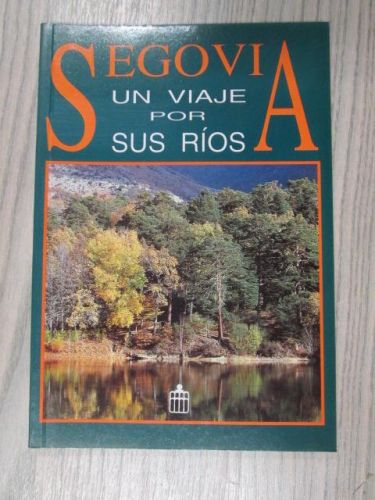 SEGOVIA
UN VIAJE
POR
SUS RÍOS